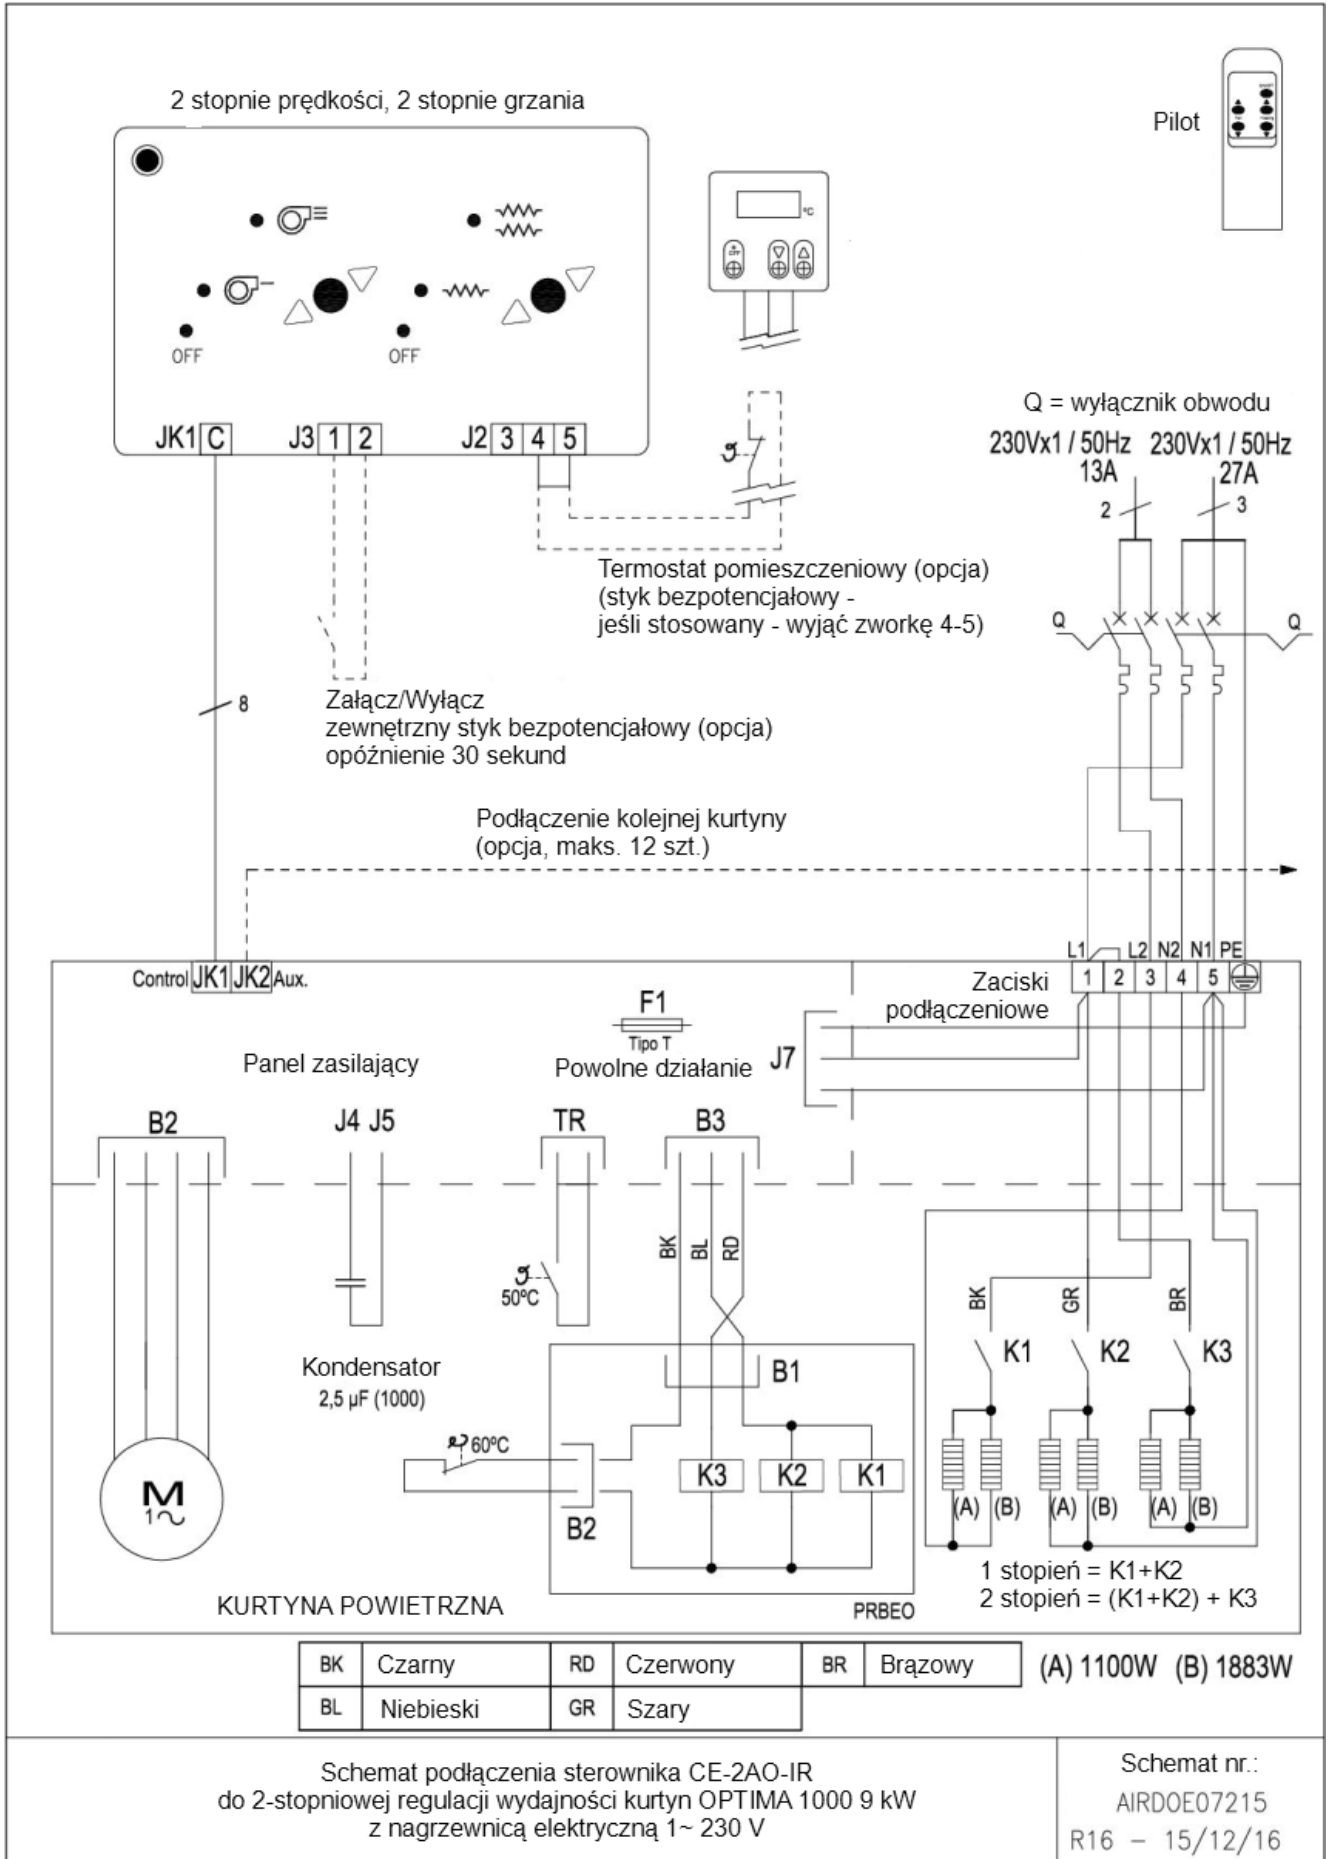 2 stopnie prędkości, 2 stopnie grzania
Pilot
°C
OFF
OFF
OFF
JK1 C J3 1 2 J2 3 4 5
Q = wyłącznik obwodu
230Vx1 / 50Hz 230Vx1 / 50Hz
13A 27A
2 3
Q Q
Termostat pomieszczeniowy (opcja)
(styk bezpotencjałowy -
jeśli stosowany - wyjąć zworkę 4-5)
8
Załącz/Wyłącz
zewnętrzny styk bezpotencjałowy (opcja)
opóźnienie 30 sekund
Podłączenie kolejnej kurtyny
(opcja, maks. 12 szt.)
L1 L2 N2 N1 PE
Control JK1 JK2 Aux.
1 2 3 4 5
Zaciski
podłączeniowe
F1
Tipo T
Powolne działanie
J7
Panel zasilający
B2 J4 J5 TR B3
BK BL RD
50ºC
BK GR BR
K1 K2 K3
Kondensator
2,5 µF (1000)
B1
60ºC
K3 K2 K1
B2
M
1~
(A) (B) (A) (B) (A) (B)
1 stopień = K1+K2
2 stopień = (K1+K2) + K3
KURTYNA POWIETRZNA
PRBEO
BK Czarny RD Czerwony BR Brązowy
(A) 1100W (B) 1883W
BL Niebieski GR Szary
Schemat podłączenia sterownika CE-2AO-IR
do 2-stopniowej regulacji wydajności kurtyn OPTIMA 1000 9 kW
z nagrzewnicą elektryczną 1~ 230 V
Schemat nr.:
AIRDOE07215
R16 - 15/12/16